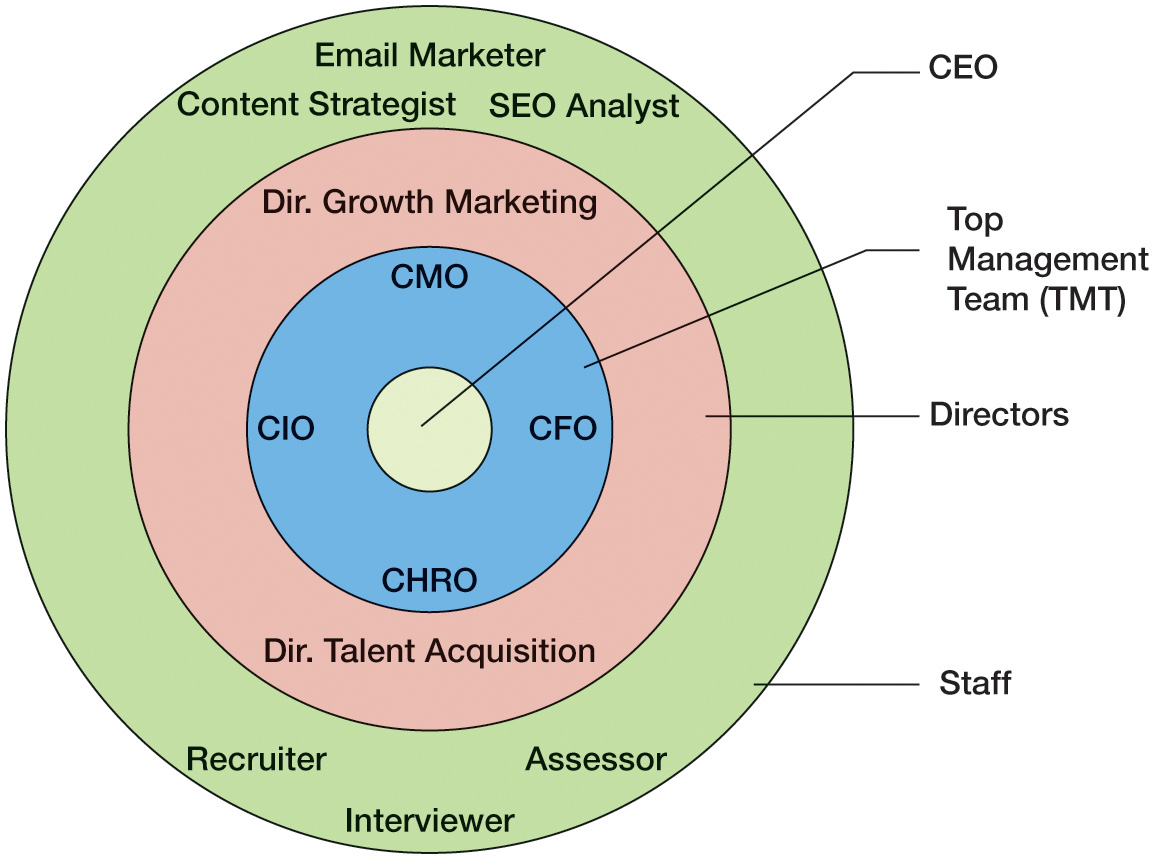 Email Marketer
Content Strategist
SEO Analyst
Dir. Growth Marketing
CMO
CIO
CFO
CHRO
Dir. Talent Acquisition
Recruiter
Assessor
Interviewer
CEO
Top
Management
Team (TMT)
Directors
Staff